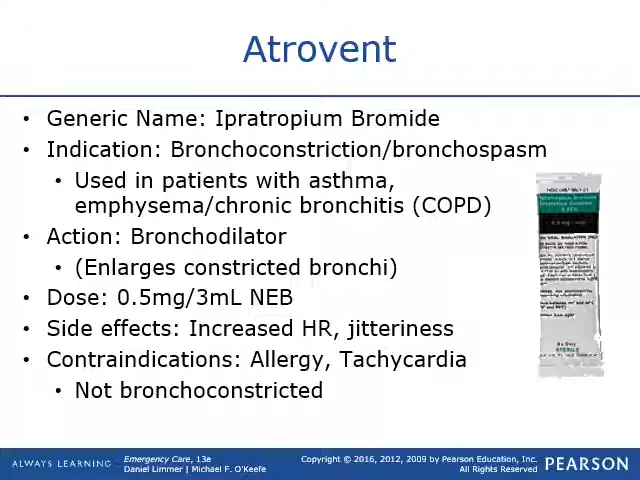 Atrovent
• Generic Name: Ipratropium Bromide
• Indication: Bronchoconstriction/bronchospasm
• Used in patients with asthma,
emphysema/chronic bronchitis (COPD)
• Action: Bronchodilator
• (Enlarges constricted bronchi)
• Dose: 0.5mg/3mL NEB
• Side effects: Increased HR, jitteriness
• Contraindications: Allergy, Tachycardia
• Not bronchoconstricted
Rx Only
STERILE
ALWAYS LEARNING
Emergency Care, 13e
Daniel Limmer | Michael F. O'Keefe
Copyright © 2016, 2012, 2009 by Pearson Education, Inc.
All Rights Reserved
PEARSON